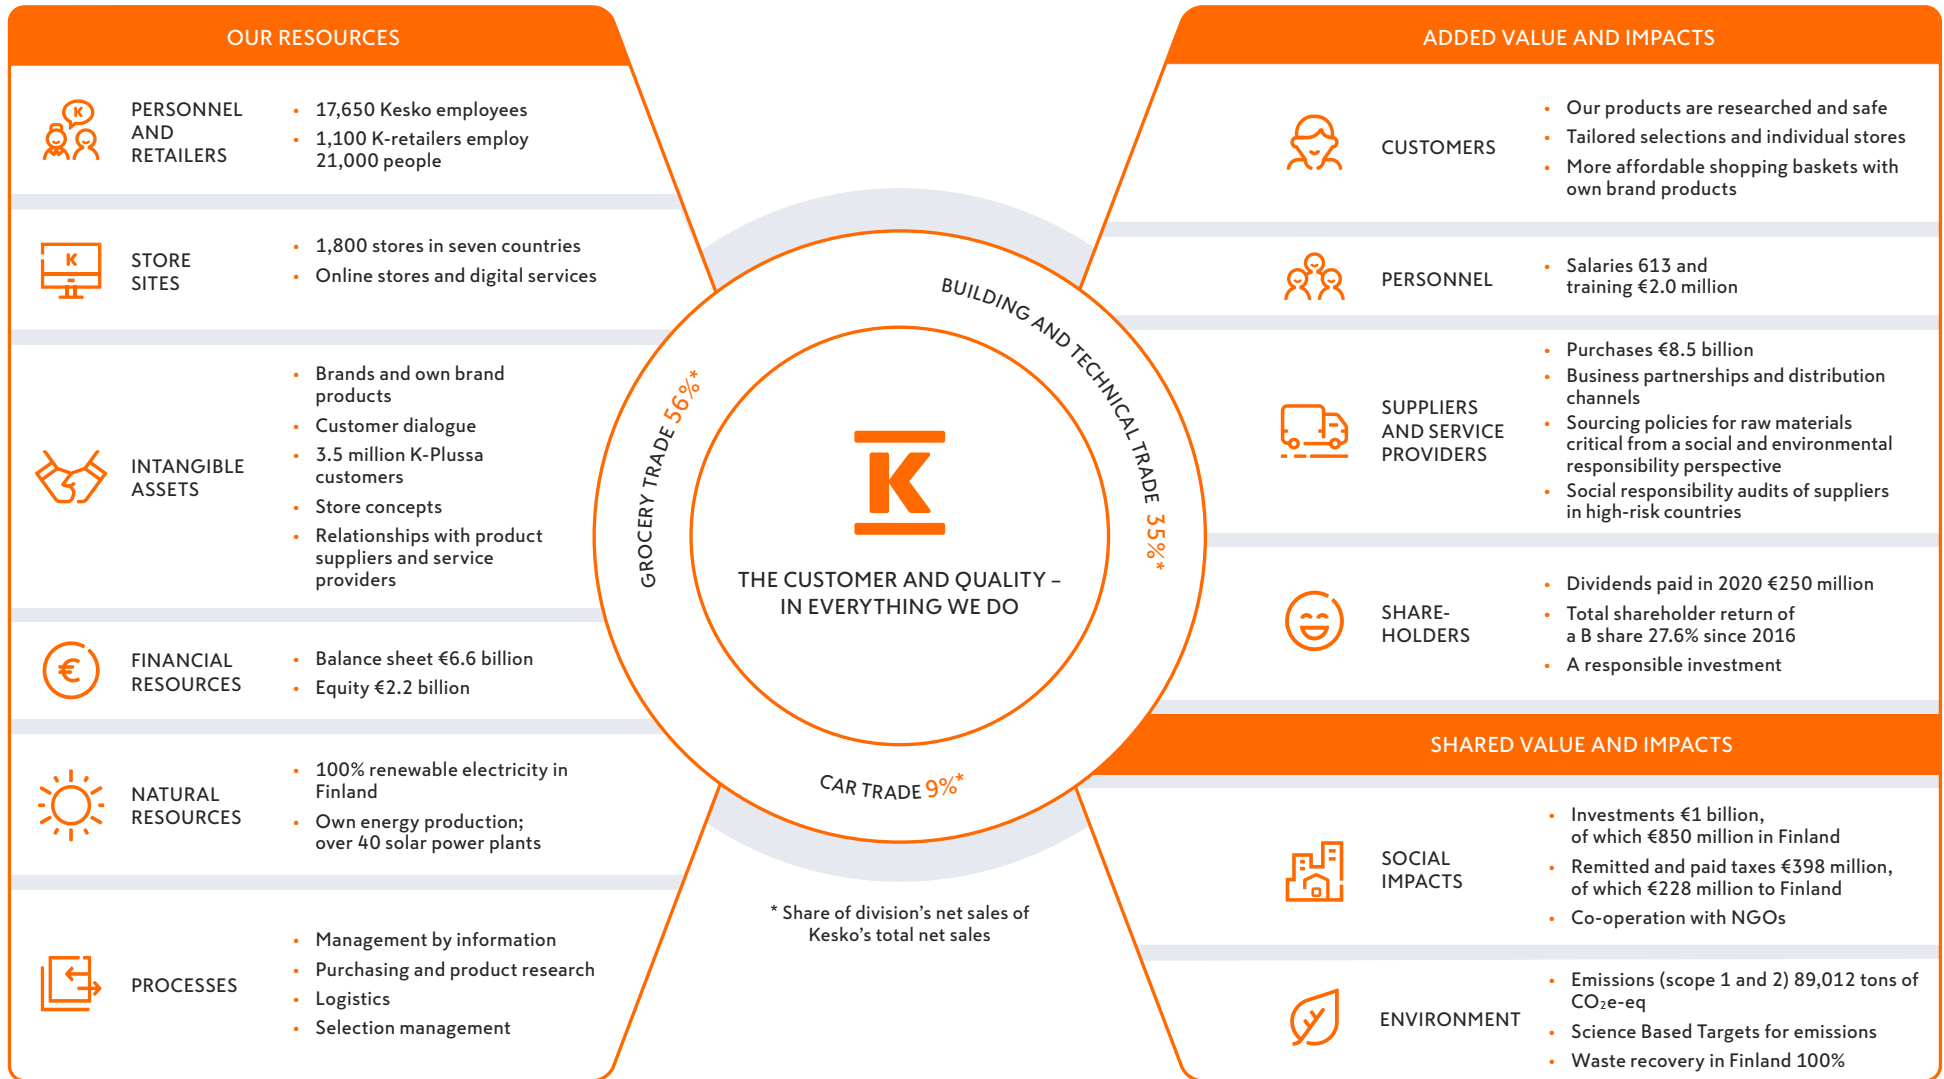 OUR RESOURCES
K
PERSONNEL
AND
RETAILERS
• 17,650 Kesko employees
• 1,100 K-retailers employ
21,000 people
K
STORE
SITES
• 1,800 stores in seven countries
• Online stores and digital services
INTANGIBLE
ASSETS
• Brands and own brand
products
• Customer dialogue
• 3.5 million K-Plussa
customers
• Store concepts
• Relationships with product
suppliers and service
providers
€
FINANCIAL
RESOURCES
• Balance sheet €6.6 billion
• Equity €2.2 billion
NATURAL
RESOURCES
• 100% renewable electricity in
Finland
• Own energy production;
over 40 solar power plants
PROCESSES
• Management by information
• Purchasing and product research
• Logistics
• Selection management
GROCERY TRADE 56%*
BUILDING AND TECHNICAL TRADE 35%*
CAR TRADE 9%*
K
THE CUSTOMER AND QUALITY –
IN EVERYTHING WE DO
* Share of division's net sales of
Kesko's total net sales
ADDED VALUE AND IMPACTS
CUSTOMERS
• Our products are researched and safe
• Tailored selections and individual stores
• More affordable shopping baskets with
own brand products
PERSONNEL
• Salaries 613 and
training €2.0 million
SUPPLIERS
AND SERVICE
PROVIDERS
• Purchases €8.5 billion
• Business partnerships and distribution
channels
• Sourcing policies for raw materials
critical from a social and environmental
responsibility perspective
• Social responsibility audits of suppliers
in high-risk countries
SHARE-
HOLDERS
• Dividends paid in 2020 €250 million
• Total shareholder return of
a B share 27.6% since 2016
• A responsible investment
SHARED VALUE AND IMPACTS
SOCIAL
IMPACTS
• Investments €1 billion,
of which €850 million in Finland
• Remitted and paid taxes €398 million,
of which €228 million to Finland
• Co-operation with NGOs
ENVIRONMENT
• Emissions (scope 1 and 2) 89,012 tons of
CO₂e-eq
• Science Based Targets for emissions
• Waste recovery in Finland 100%